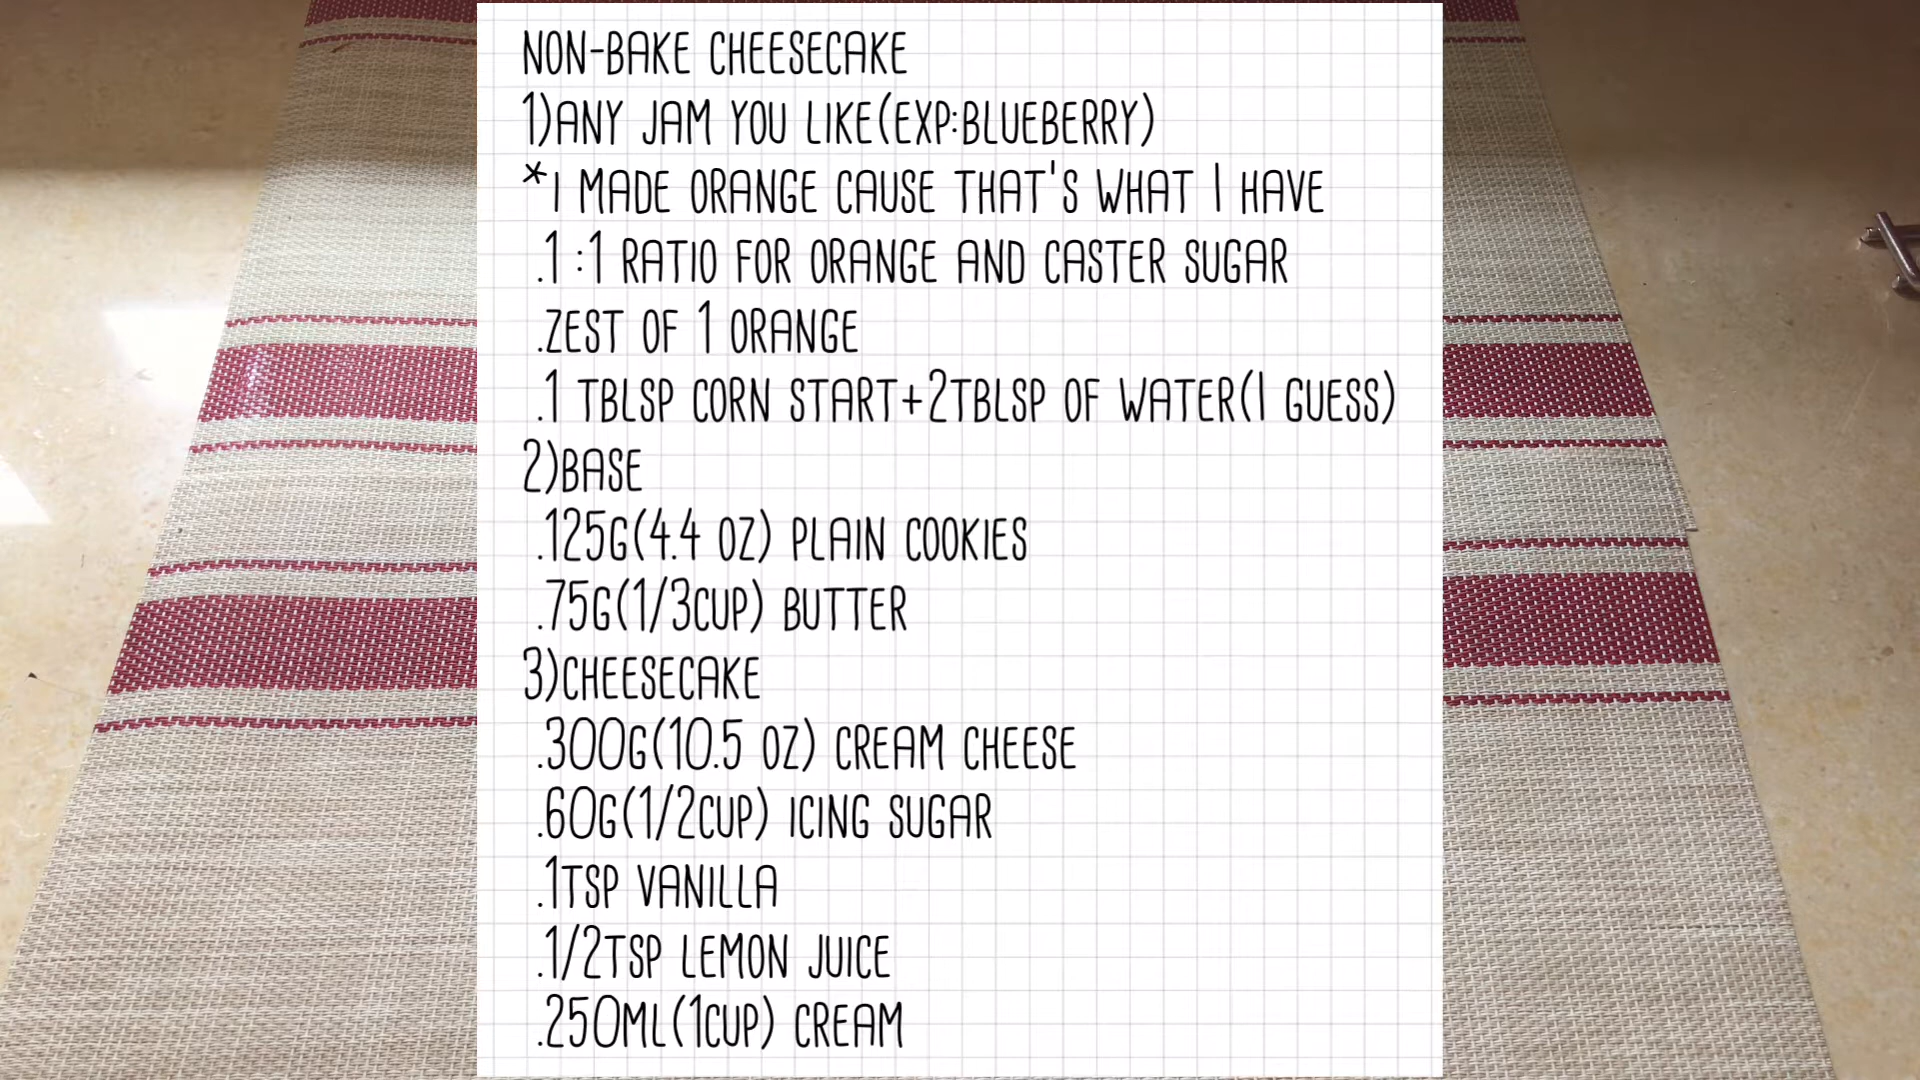 NON-BAKE CHEESECAKE
1)ANY JAM YOU LIKE(EXP:BLUEBERRY)
*I MADE ORANGE CAUSE THAT'S WHAT I HAVE
.1 :1 RATIO FOR ORANGE AND CASTER SUGAR
.ZEST OF 1 ORANGE
.1 TBLSP CORN START+2TBLSP OF WATER(I GUESS)
2)BASE
.125G(4.4 OZ) PLAIN COOKIES
.75G(1/3CUP) BUTTER
3)CHEESECAKE
.300G(10.5 OZ) CREAM CHEESE
.60G(1/2CUP) ICING SUGAR
.1TSP VANILLA
.1/2TSP LEMON JUICE
.250ML(1CUP) CREAM